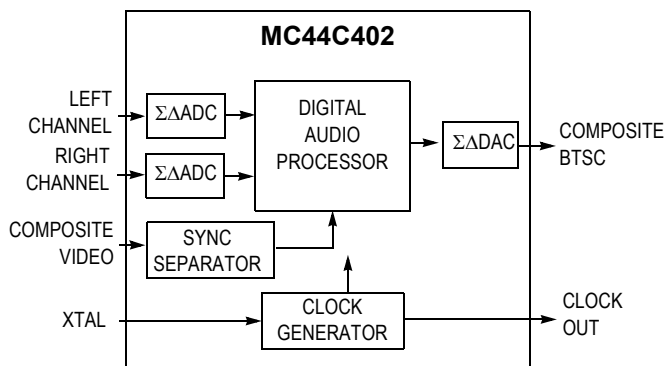 MC44C402
LEFT
CHANNEL
ΣΔADC
DIGITAL
AUDIO
PROCESSOR
RIGHT
CHANNEL
ΣΔADC
ΣΔDAC
COMPOSITE
BTSC
COMPOSITE
VIDEO
SYNC
SEPARATOR
XTAL
CLOCK
GENERATOR
CLOCK
OUT